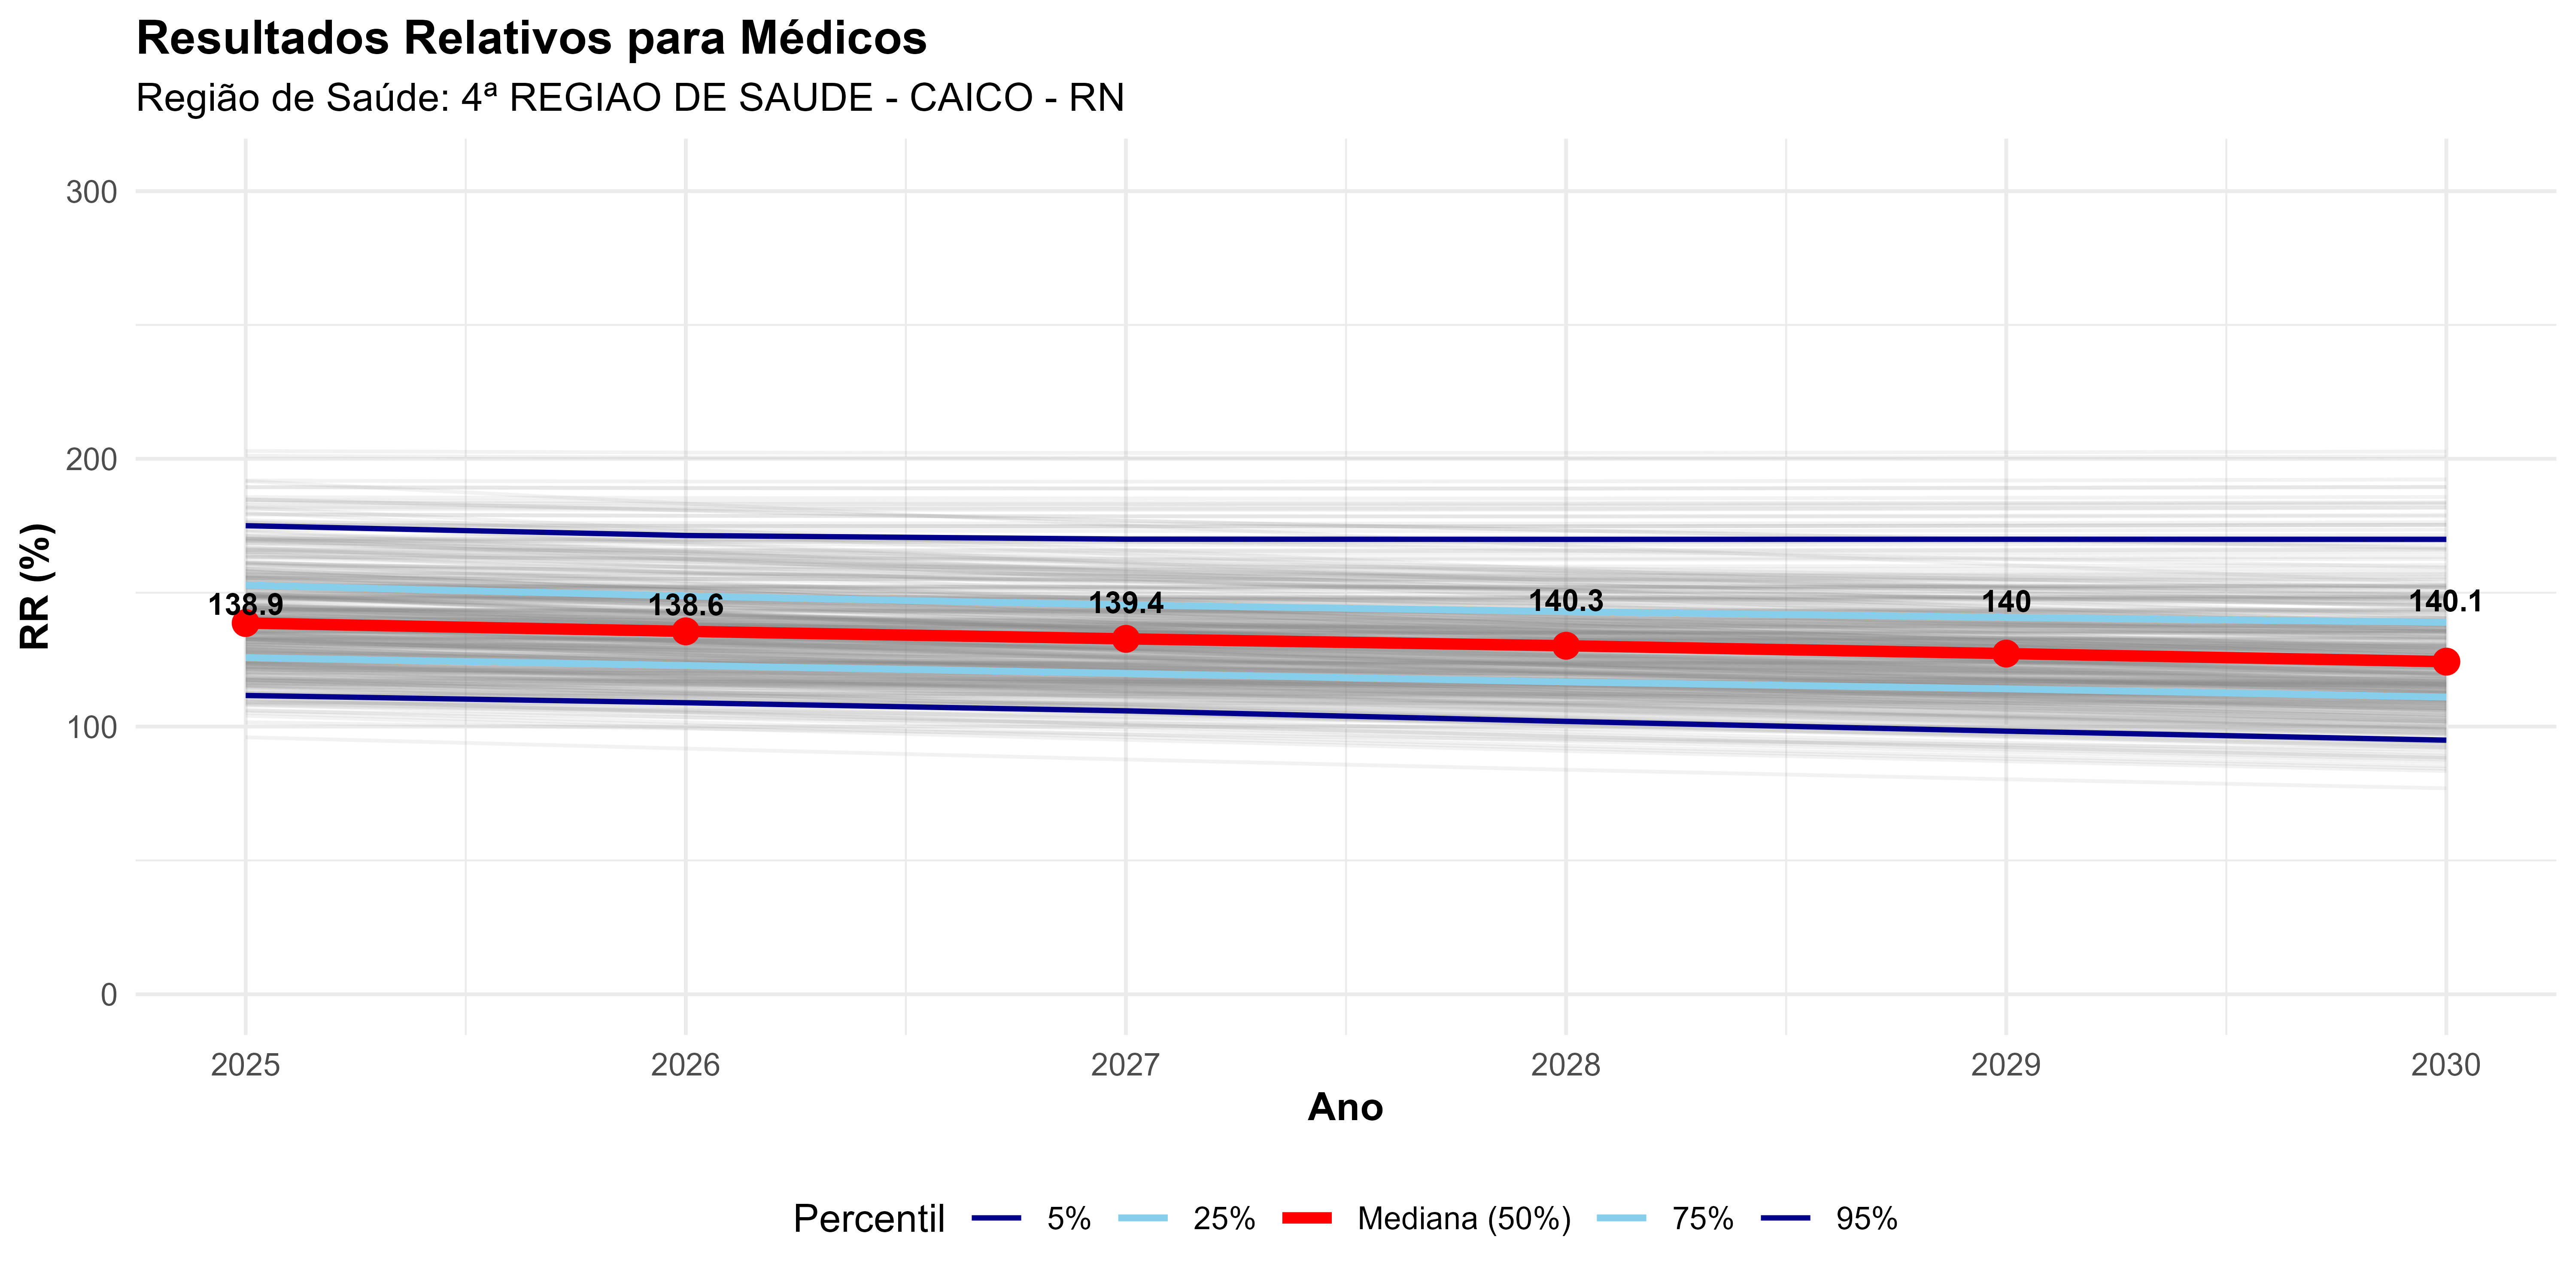 Resultados Relativos para Médicos
Região de Saúde: 4ª REGIAO DE SAUDE - CAICO - RN
RR (%)
300
200
100
0
138.9 138.6 139.4 140.3 140 140.1
2025 2026 2027 2028 2029 2030
Ano
Percentil 5% 25% Mediana (50%) 75% 95%